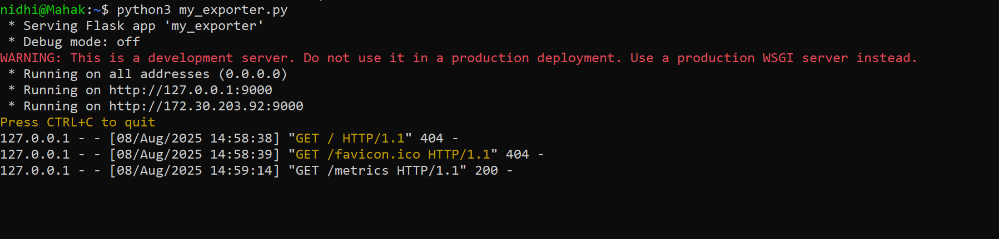 nidhi@Mahak:~$ python3 my_exporter.py
 * Serving Flask app 'my_exporter'
 * Debug mode: off
WARNING: This is a development server. Do not use it in a production deployment. Use a production WSGI server instead.
 * Running on all addresses (0.0.0.0)
 * Running on http://127.0.0.1:9000
 * Running on http://172.30.203.92:9000
Press CTRL+C to quit
127.0.0.1 - - [08/Aug/2025 14:58:38] "GET / HTTP/1.1" 404 -
127.0.0.1 - - [08/Aug/2025 14:58:39] "GET /favicon.ico HTTP/1.1" 404 -
127.0.0.1 - - [08/Aug/2025 14:59:14] "GET /metrics HTTP/1.1" 200 -